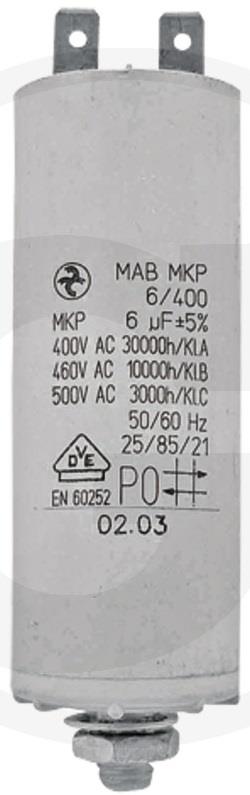 MAB MKP
6/400
MKP 6 µF±5%
400V AC 30000h/KLA
460V AC 10000h/KLB
500V AC 3000h/KLC
50/60 Hz
25/85/21
DVE
EN 60252 P0
02.03